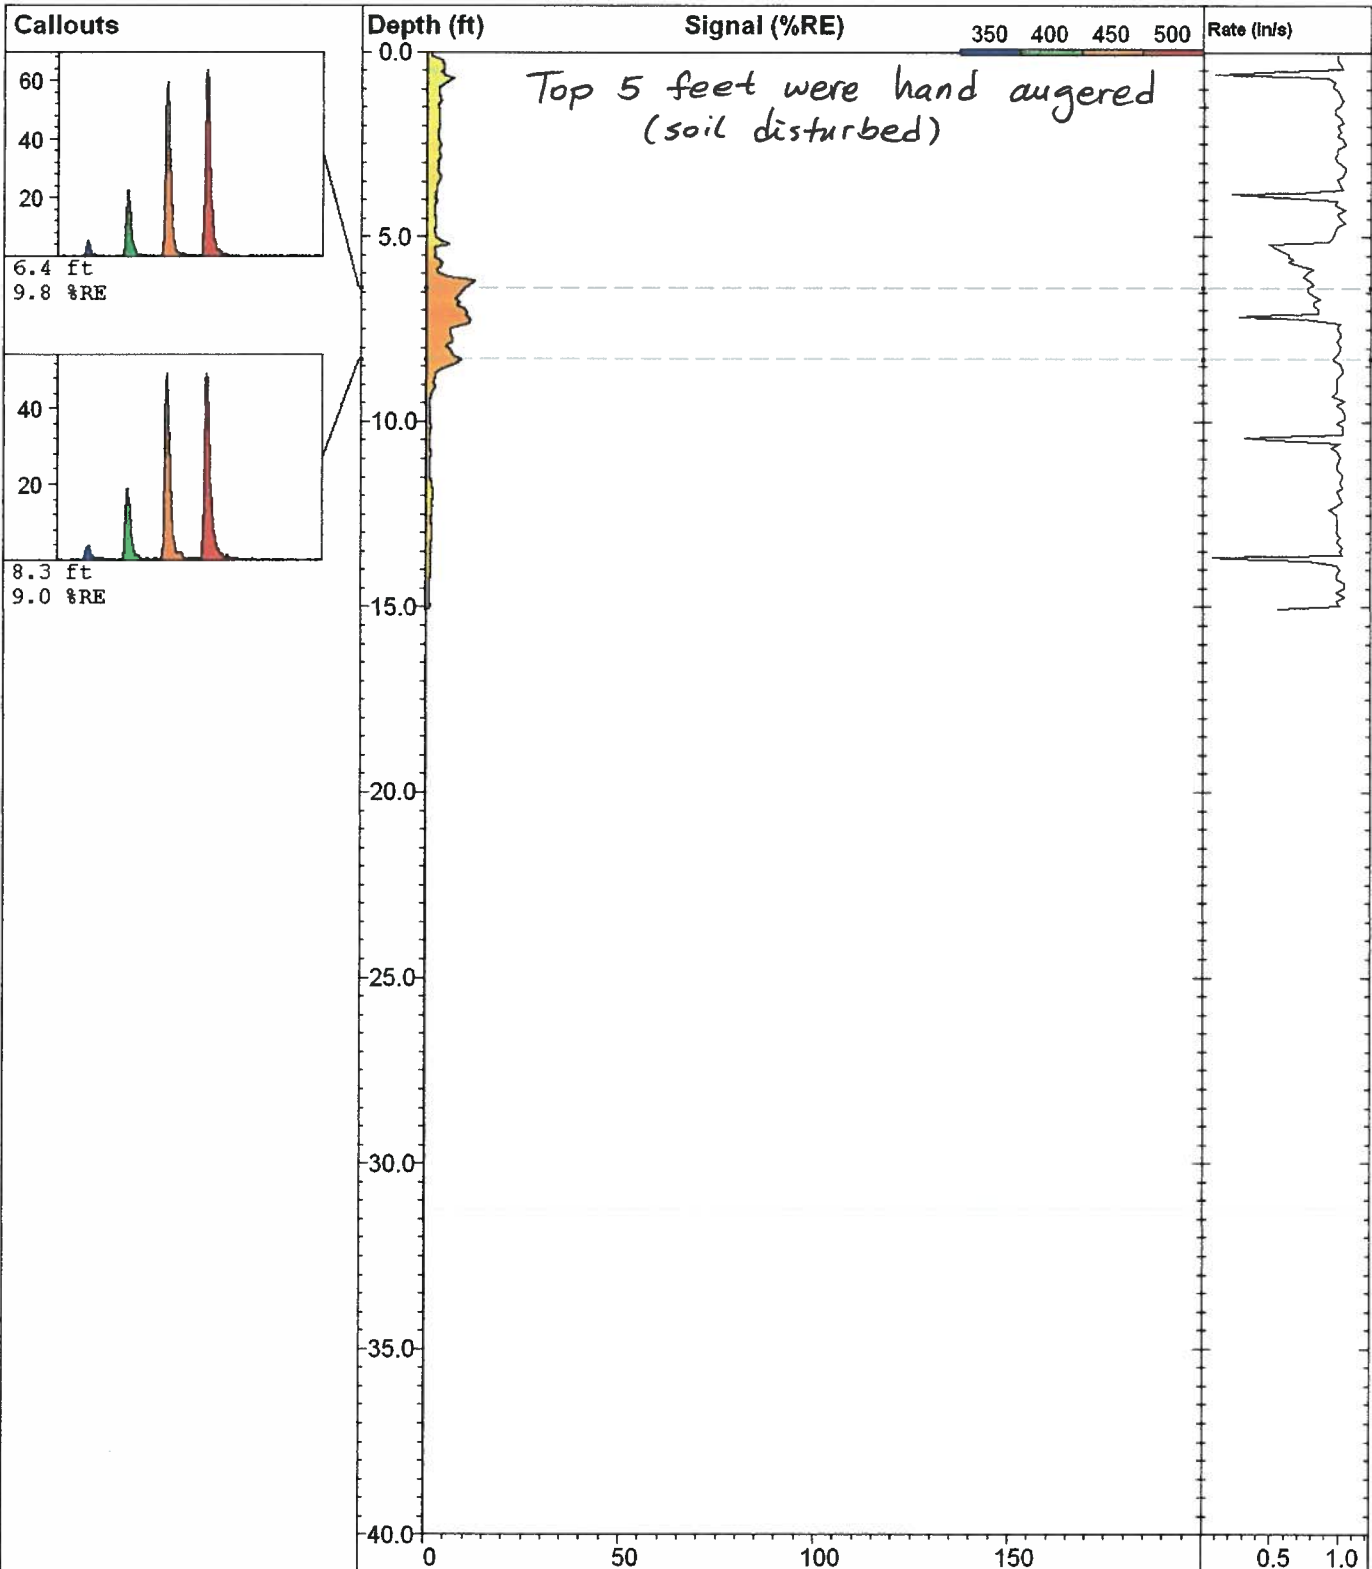 Callouts
Depth (ft)
Signal (%RE)
350 400 450 500
Rate (in/s)
Top 5 feet were hand augered
(soil disturbed)
60
40
20
6.4 ft
9.8 %RE
40
20
8.3 ft
9.0 %RE
0.0
5.0
10.0
15.0
20.0
25.0
30.0
35.0
40.0
0 50 100 150
0.5 1.0